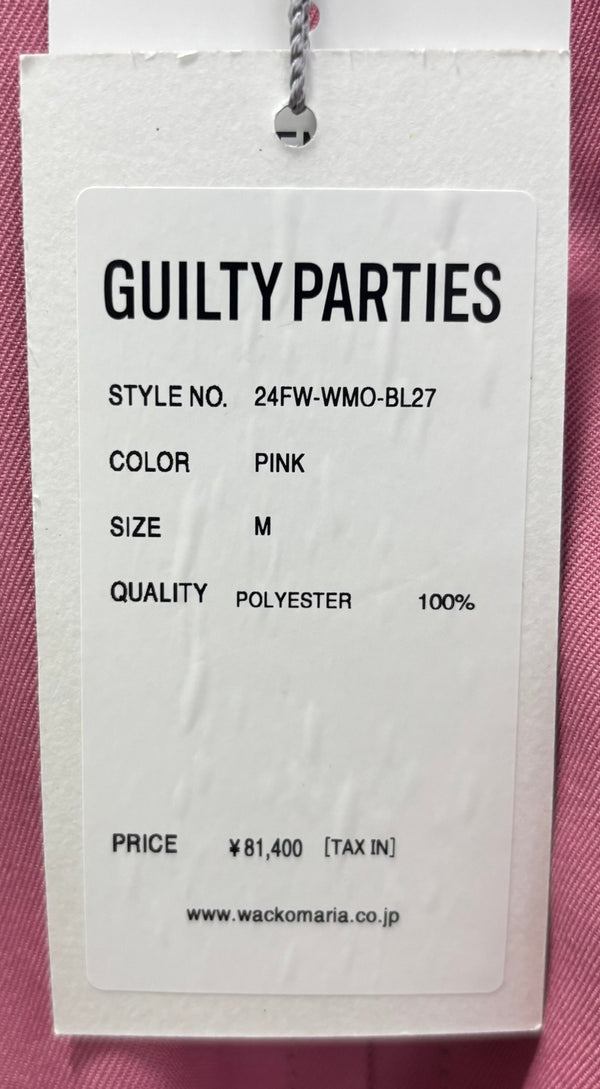 GUILTY PARTIES
STYLE NO. 24FW-WMO-BL27
COLOR PINK
SIZE M
QUALITY POLYESTER 100%
PRICE ¥81,400 [TAX IN]
www.wackomaria.co.jp